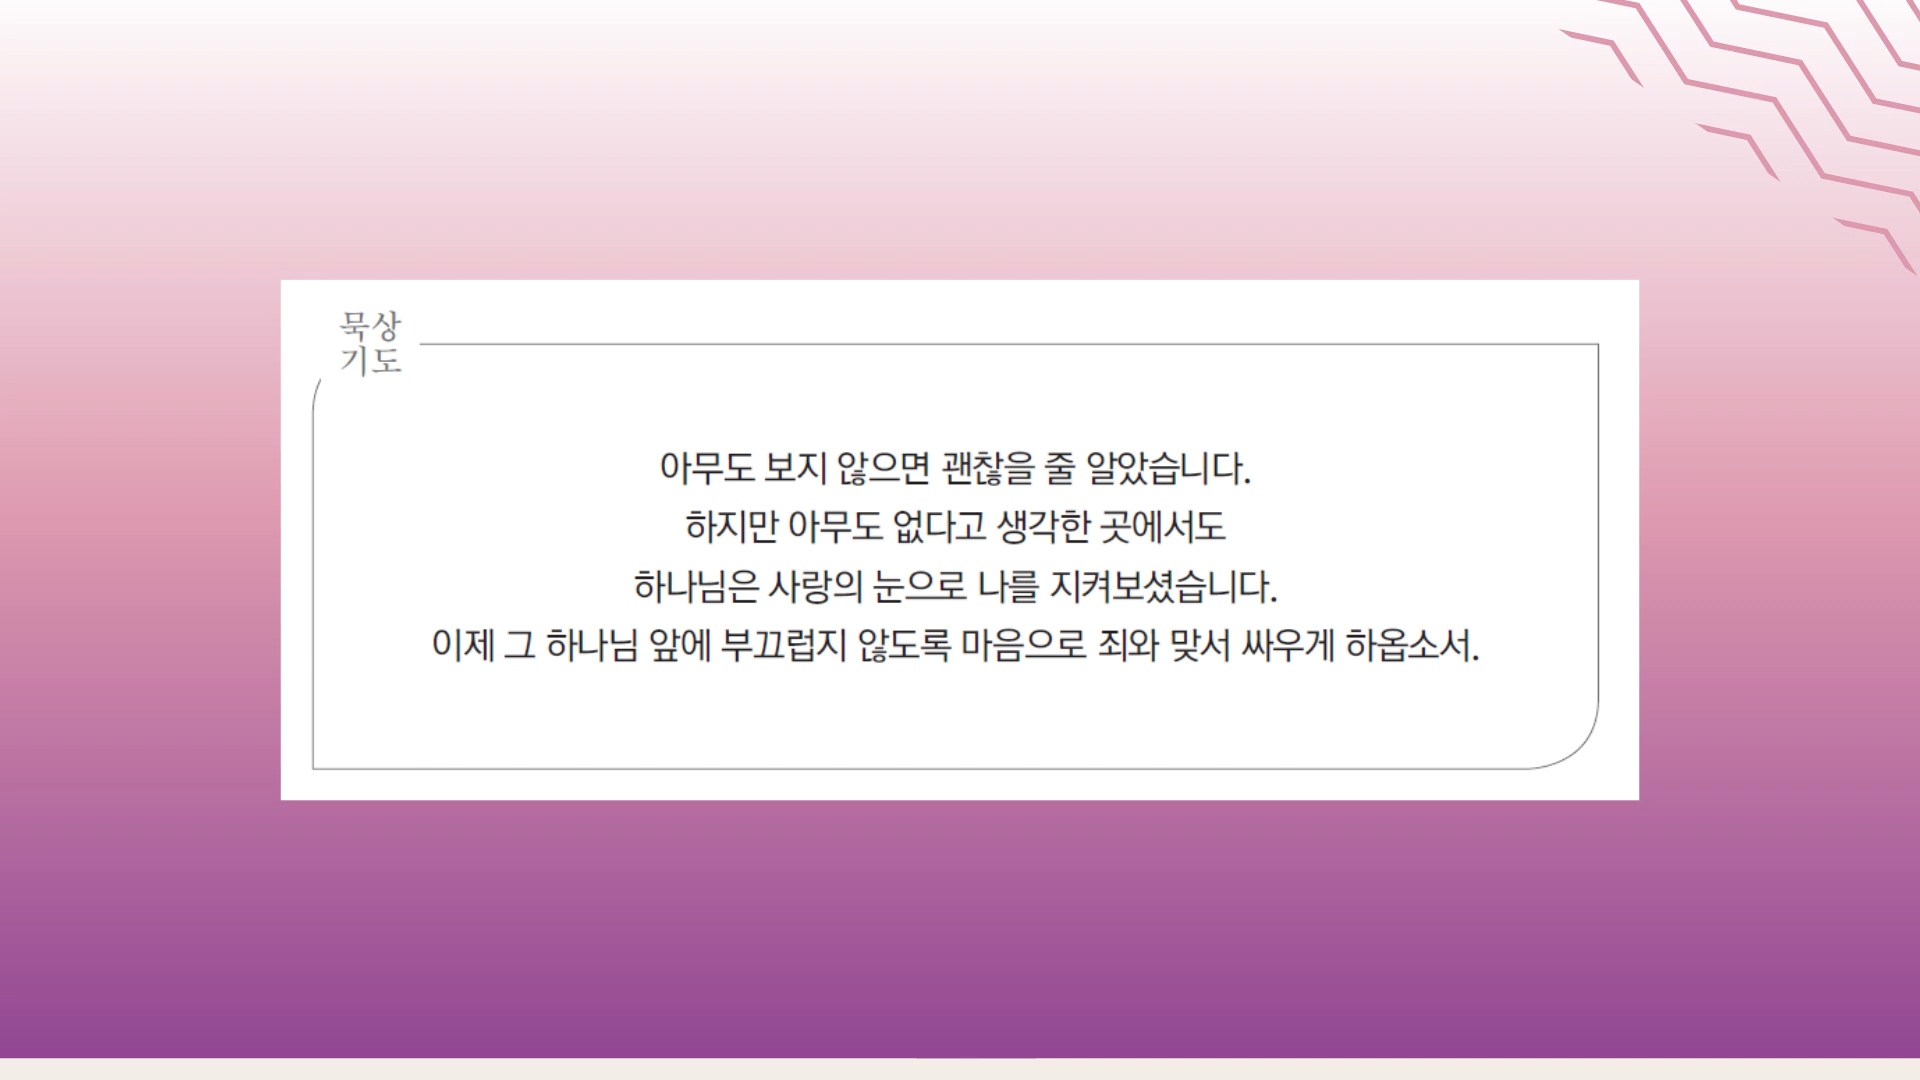 묵상
기도
아무도 보지 않으면 괜찮을 줄 알았습니다.
하지만 아무도 없다고 생각한 곳에서도
하나님은 사랑의 눈으로 나를 지켜보셨습니다.
이제 그 하나님 앞에 부끄럽지 않도록 마음으로 죄와 맞서 싸우게 하옵소서.